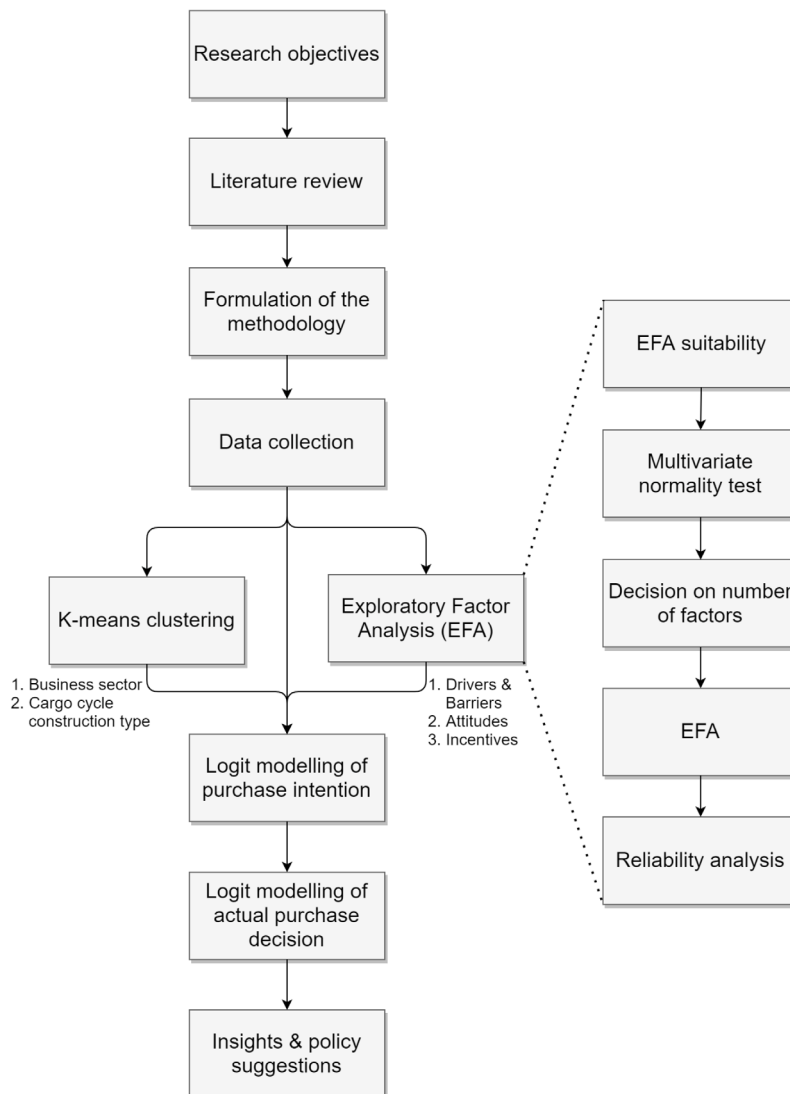 Research objectives
Literature review
Formulation of the
methodology
Data collection
K-means clustering
1. Business sector
2. Cargo cycle
construction type
Exploratory Factor
Analysis (EFA)
1. Drivers &
Barriers
2. Attitudes
3. Incentives
Logit modelling of
purchase intention
Logit modelling of
actual purchase
decision
Insights & policy
suggestions
EFA suitability
Multivariate
normality test
Decision on number
of factors
EFA
Reliability analysis